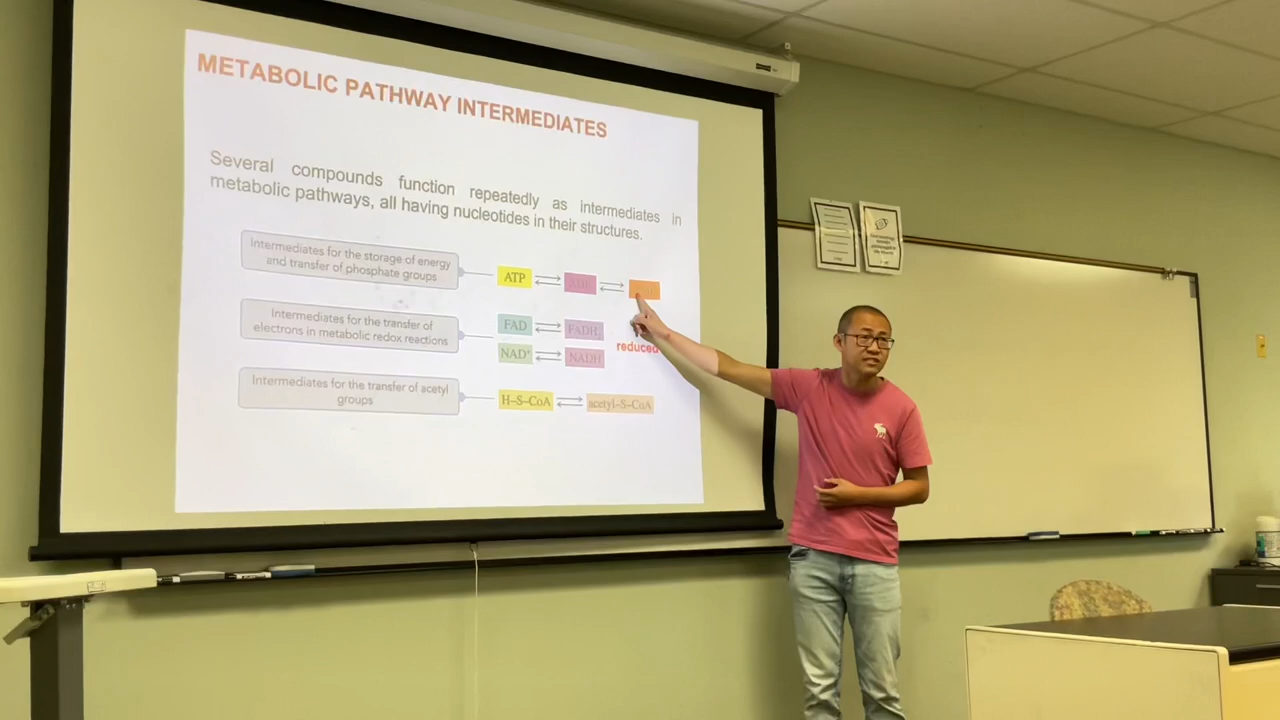 METABOLIC PATHWAY INTERMEDIATES
Several compounds function repeatedly as intermediates in
metabolic pathways, all having nucleotides in their structures.
Intermediates for the storage of energy
and transfer of phosphate groups
ATP
ADP
Intermediates for the transfer of
electrons in metabolic redox reactions
FAD
FADH₂
reduced
NAD⁺
NADH
Intermediates for the transfer of acetyl
groups
H–S–CoA
acetyl–S–CoA